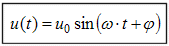 u(t) = u₀ sin(ω·t + φ)